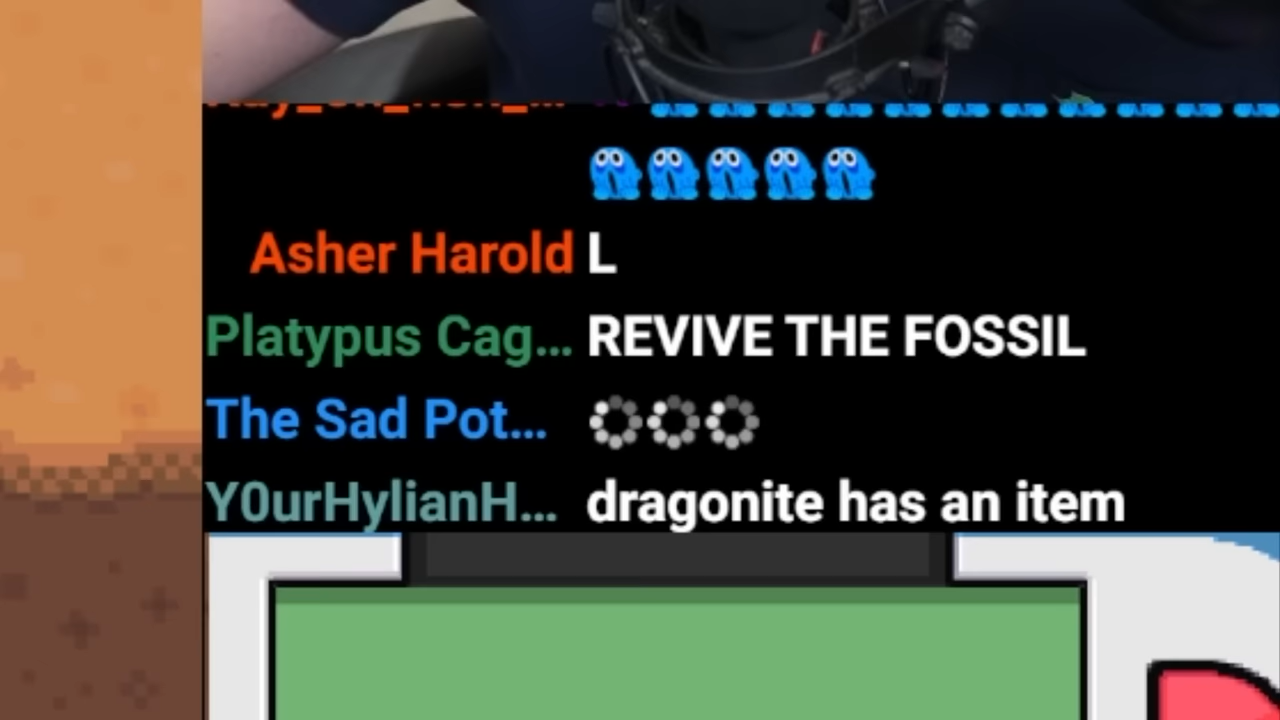 Asher Harold L
Platypus Cag... REVIVE THE FOSSIL
The Sad Pot...
Y0urHylianH... dragonite has an item